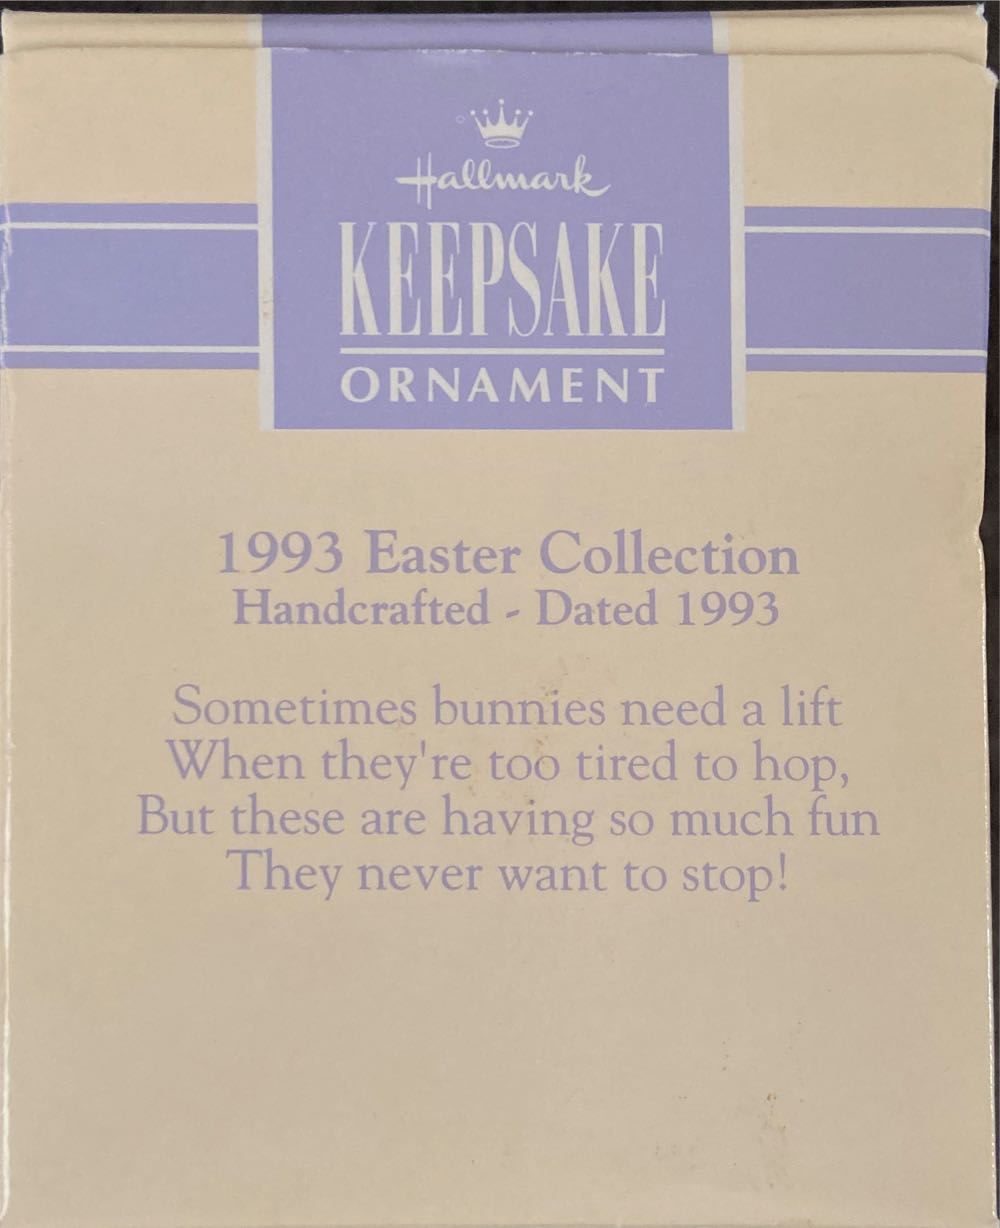 Hallmark
KEEPSAKE
ORNAMENT
1993 Easter Collection
Handcrafted - Dated 1993
Sometimes bunnies need a lift
When they're too tired to hop,
But these are having so much fun
They never want to stop!